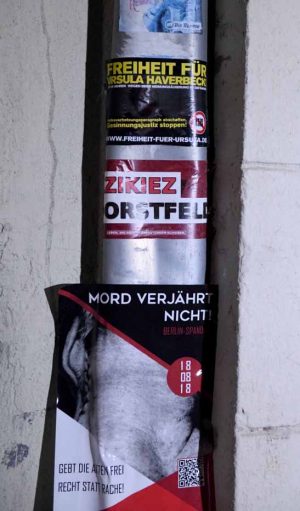 FREIHEIT FÜR
URSULA HAVERBECK
Gesinnungsjustiz stoppen!
WWW.FREIHEIT-FUER-URSULA.DE
ZIKIEZ
ORSTFELD
MORD VERJÄHRT
NICHT!
BERLIN-SPAND
18
08
18
GEBT DIE AKTEN FREI
RECHT STATT RACHE!